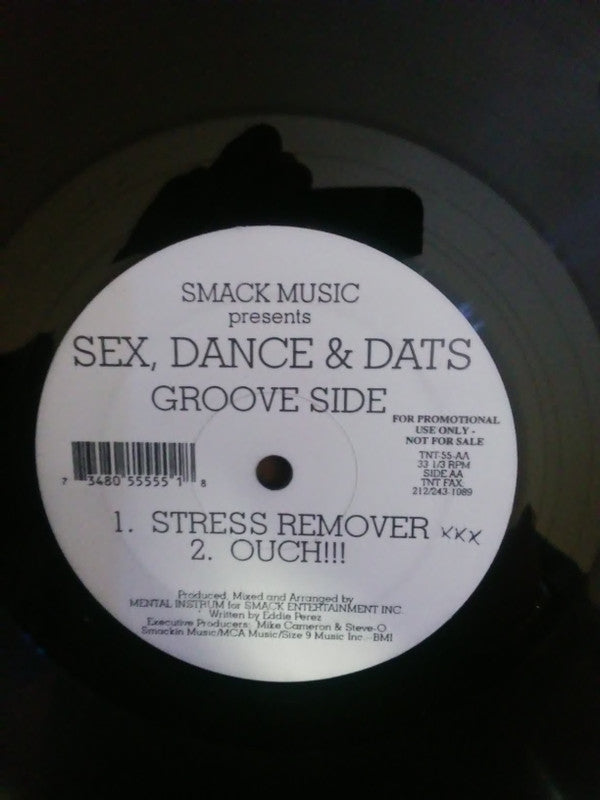 SMACK MUSIC
presents
SEX, DANCE & DATS
GROOVE SIDE
FOR PROMOTIONAL
USE ONLY -
NOT FOR SALE
TNT-55-AA
33 1/3 RPM
SIDE AA
TNT FAX:
212/243-1089
7 34805 55551 8
1. STRESS REMOVER xxx
2. OUCH!!!
Produced, Mixed and Arranged by
MENTAL INSTRUM for SMACK ENTERTAINMENT INC.
Written by Eddie Perez
Executive Producers: Mike Cameron & Steve-O
Smackin Music/MCA Music/Size 9 Music Inc.-BMI